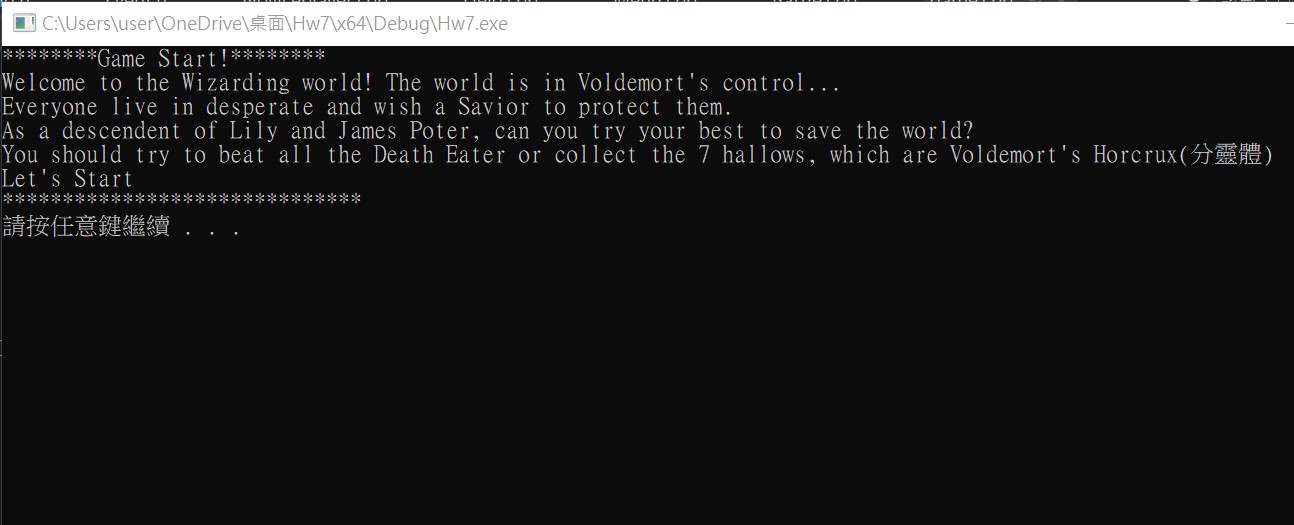 C:\Users\user\OneDrive\桌面\Hw7\x64\Debug\Hw7.exe
********Game Start!********
Welcome to the Wizarding world! The world is in Voldemort's control...
Everyone live in desperate and wish a Savior to protect them.
As a descendent of Lily and James Poter, can you try your best to save the world?
You should try to beat all the Death Eater or collect the 7 hallows, which are Voldemort's Horcrux(分靈體)
Let's Start
******************************
請按任意鍵繼續 . . .